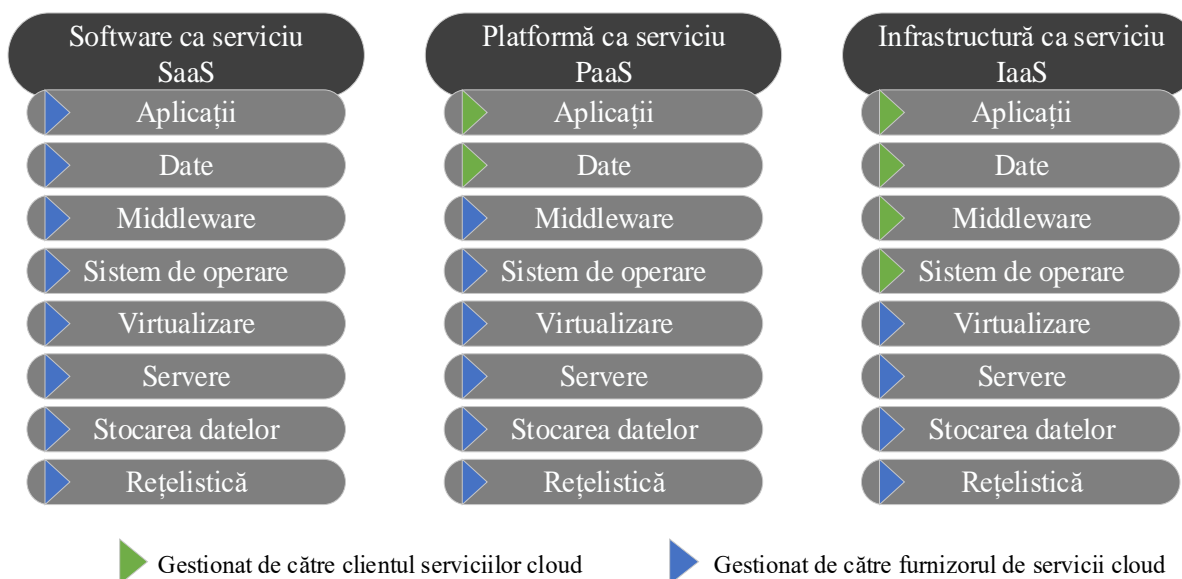 Software ca serviciu
SaaS
Aplicații
Date
Middleware
Sistem de operare
Virtualizare
Servere
Stocarea datelor
Rețelistică
Platformă ca serviciu
PaaS
Aplicații
Date
Middleware
Sistem de operare
Virtualizare
Servere
Stocarea datelor
Rețelistică
Infrastructură ca serviciu
IaaS
Aplicații
Date
Middleware
Sistem de operare
Virtualizare
Servere
Stocarea datelor
Rețelistică
Gestionat de către clientul serviciilor cloud
Gestionat de către furnizorul de servicii cloud